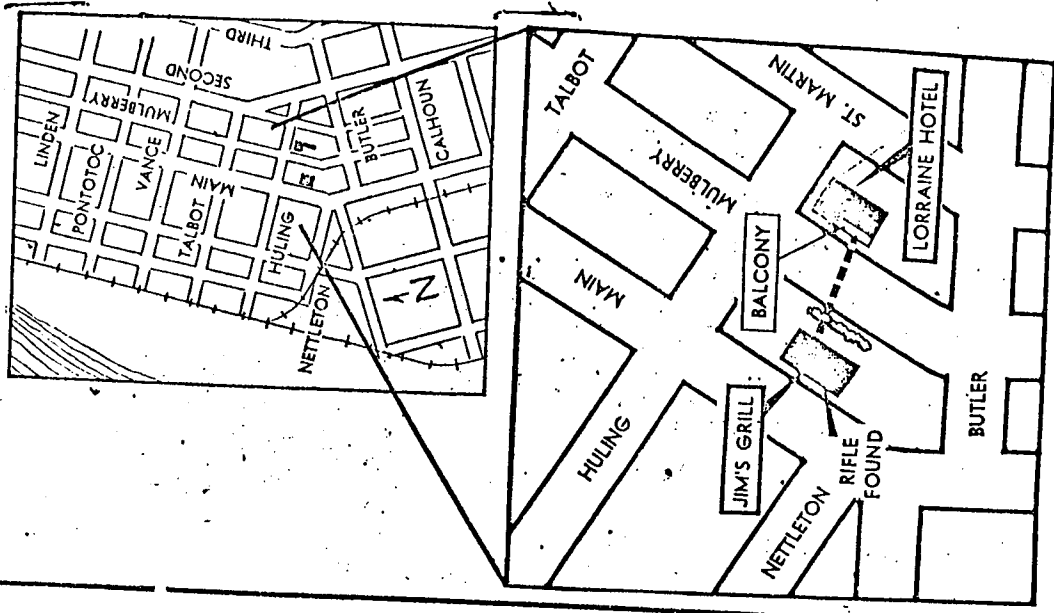 THIRD
SECOND
MULBERRY
LINDEN
PONTOTOC
VANCE
MAIN
TALBOT
HULING
BUTLER
CALHOUN
NETTLETON
N
TALBOT
ST. MARTIN
MULBERRY
LORRAINE HOTEL
BALCONY
MAIN
JIM'S GRILL
HULING
RIFLE
FOUND
BUTLER
NETTLETON